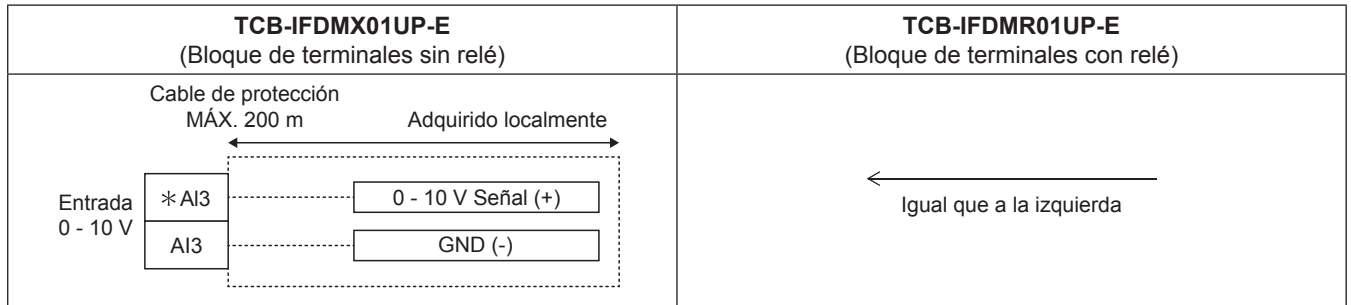 TCB-IFDMX01UP-E
(Bloque de terminales sin relé)
TCB-IFDMR01UP-E
(Bloque de terminales con relé)
Cable de protección
MÁX. 200 m
Adquirido localmente
Entrada
0 - 10 V
＊AI3
0 - 10 V Señal (+)
AI3
GND (-)
Igual que a la izquierda